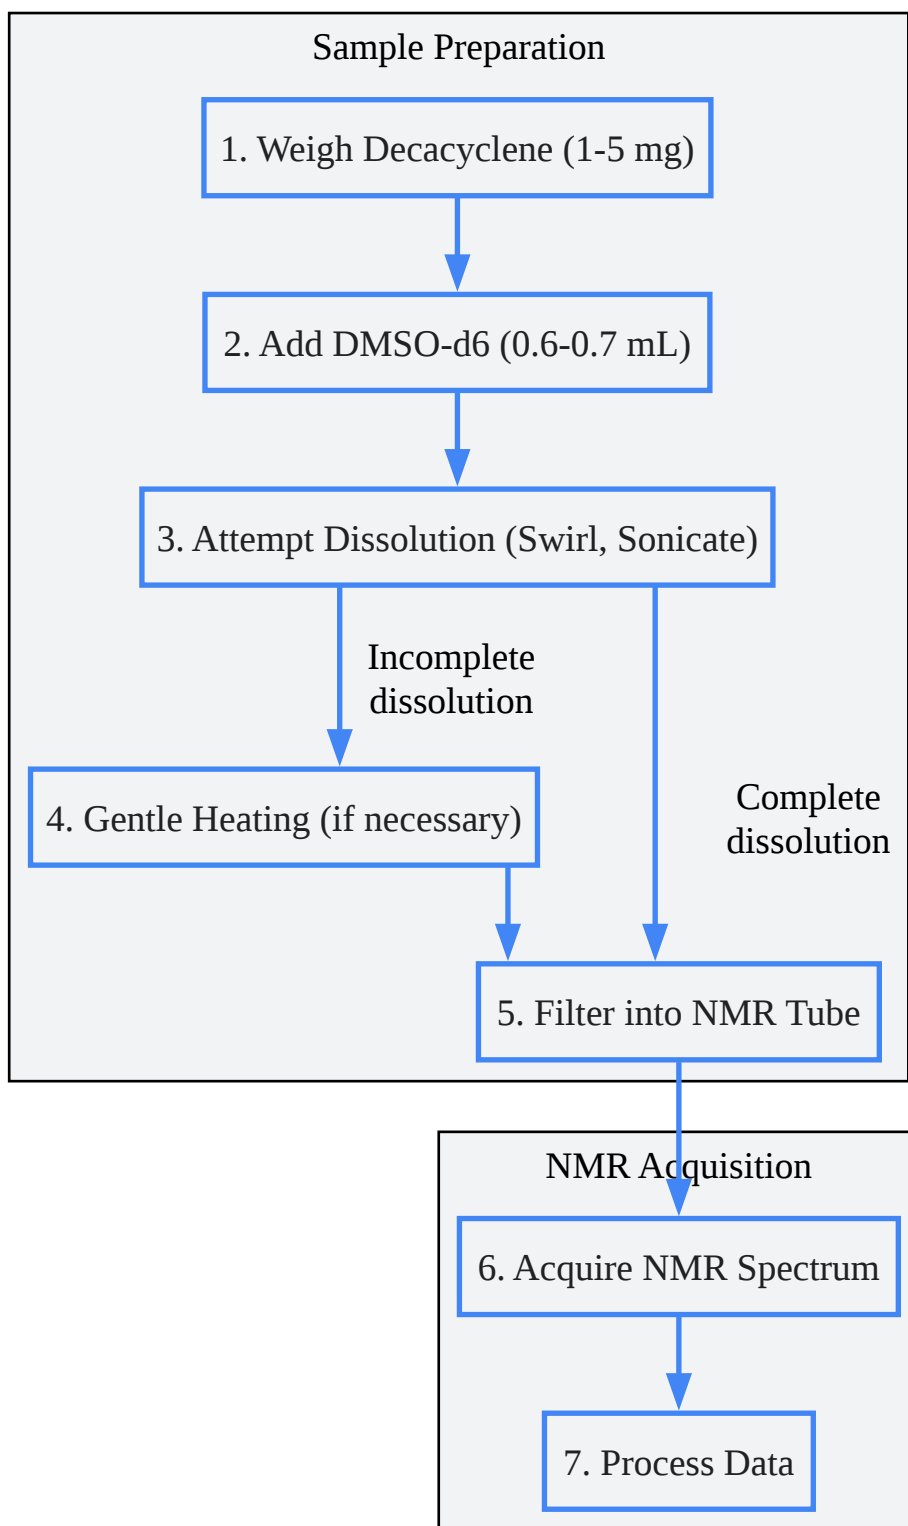 Sample Preparation
1. Weigh Decacyclene (1-5 mg)
2. Add DMSO-d6 (0.6-0.7 mL)
3. Attempt Dissolution (Swirl, Sonicate)
Incomplete
dissolution
4. Gentle Heating (if necessary)
Complete
dissolution
5. Filter into NMR Tube
NMR Acquisition
6. Acquire NMR Spectrum
7. Process Data